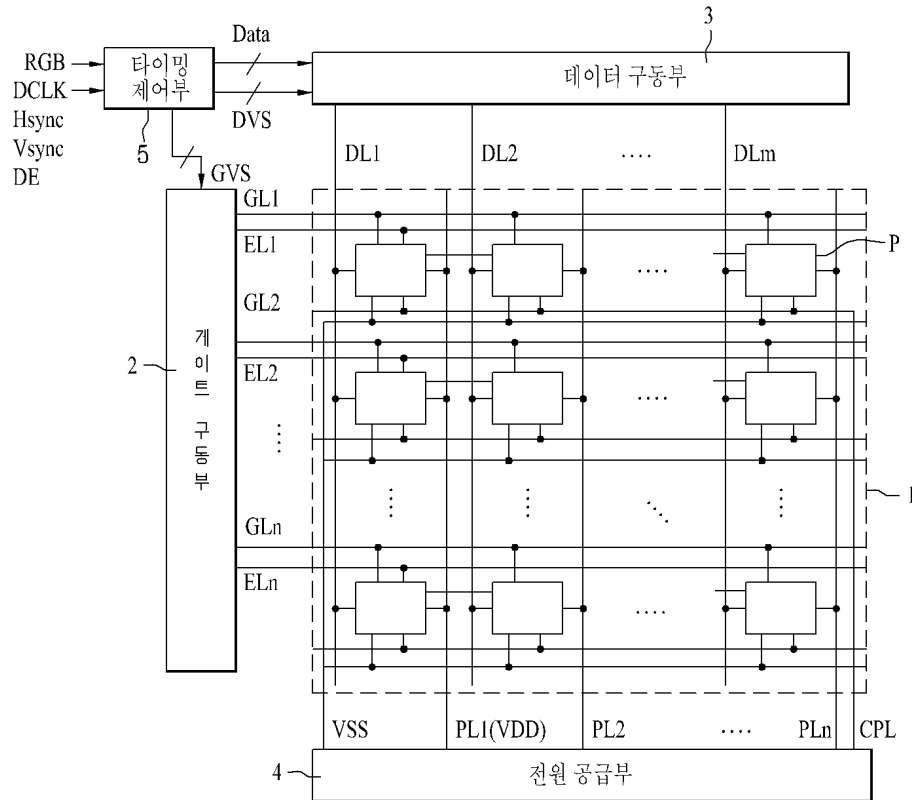 Data
3
RGB
타이밍
제어부
데이터 구동부
DCLK
DVS
Hsync
5
Vsync
DL1
DL2
....
DLm
DE
GVS
GL1
EL1
P
....
GL2
2
게이트 구동부
EL2
....
....
....
....
....
....
1
GLn
ELn
....
VSS
PL1(VDD)
PL2
....
PLn
CPL
4
전원 공급부